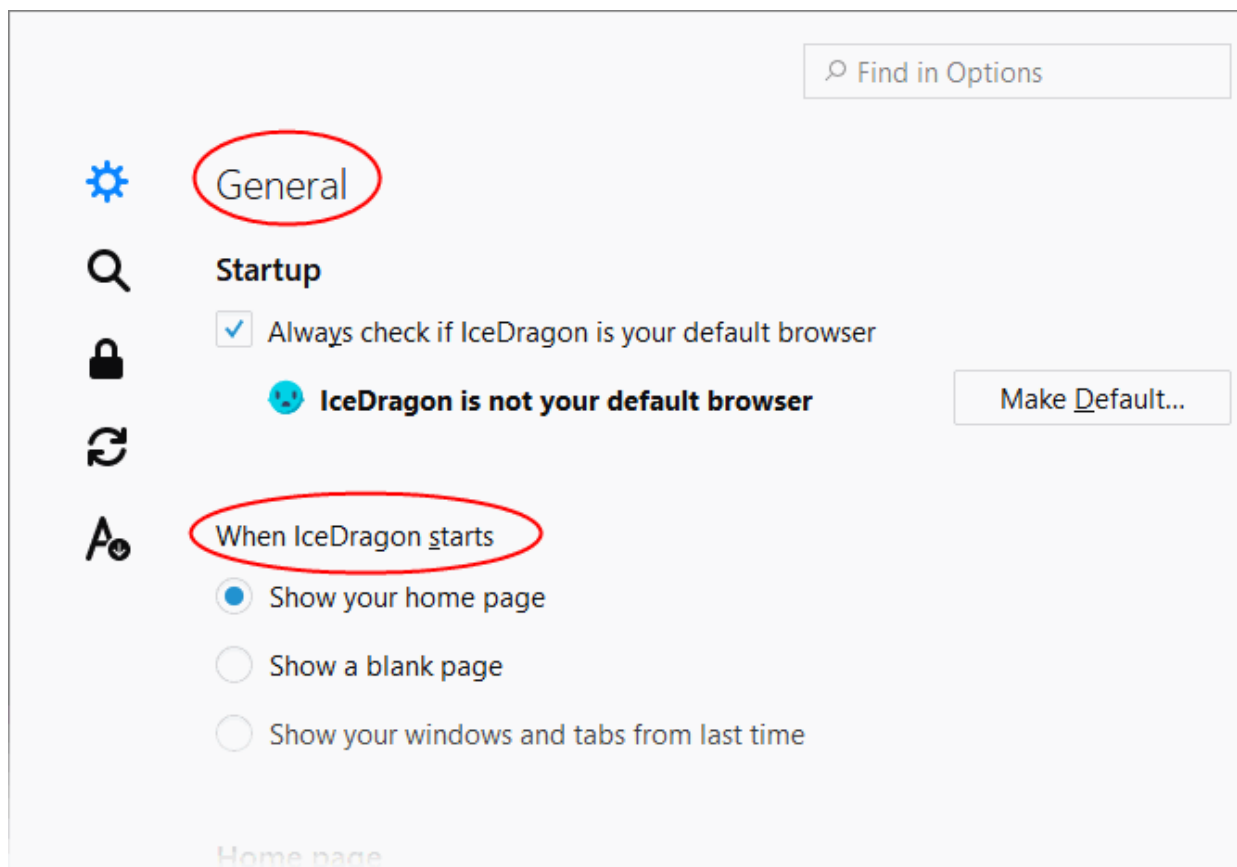 Find in Options
General
Startup
Always check if IceDragon is your default browser
IceDragon is not your default browser
Make Default...
When IceDragon starts
Show your home page
Show a blank page
Show your windows and tabs from last time
Home page